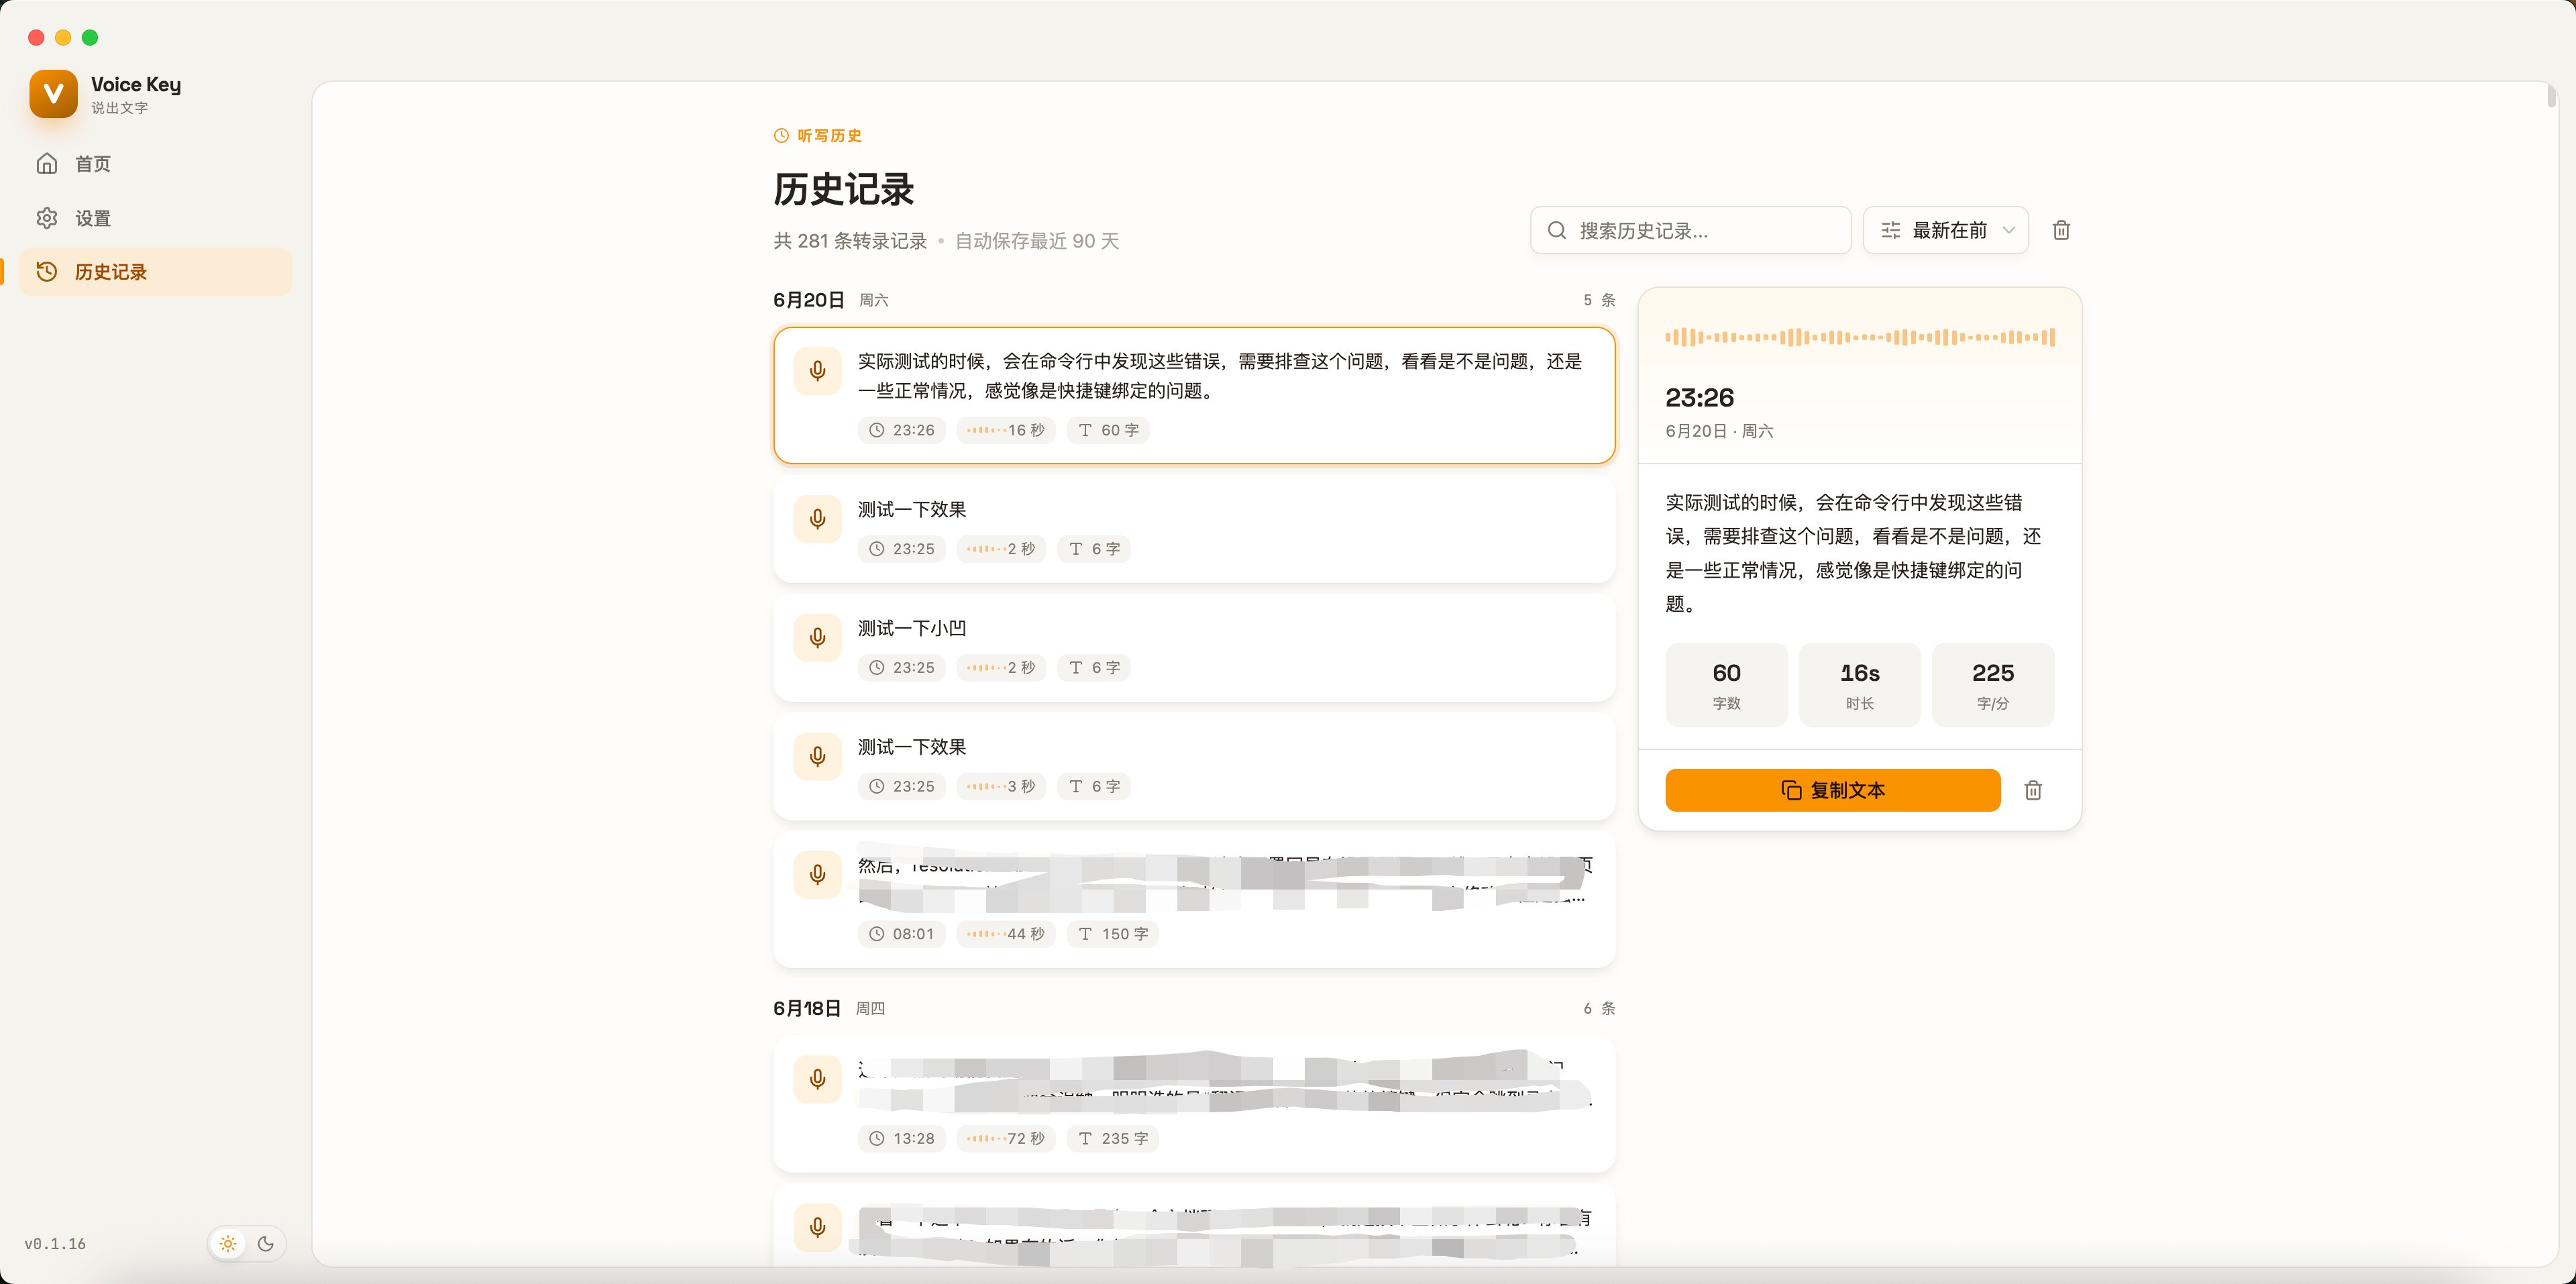 Voice Key
说出文字
首页
设置
历史记录
v0.1.16
听写历史
历史记录
共 281 条转录记录 • 自动保存最近 90 天
搜索历史记录...
最新在前
6月20日 周六 5 条
实际测试的时候，会在命令行中发现这些错误，需要排查这个问题，看看是不是问题，还是
一些正常情况，感觉像是快捷键绑定的问题。
23:26 16 秒 60 字
测试一下效果
23:25 2 秒 6 字
测试一下小凹
23:25 2 秒 6 字
测试一下效果
23:25 3 秒 6 字
然后，
08:01 44 秒 150 字
6月18日 周四 6 条
13:28 72 秒 235 字
23:26
6月20日 · 周六
实际测试的时候，会在命令行中发现这些错
误，需要排查这个问题，看看是不是问题，还
是一些正常情况，感觉像是快捷键绑定的问
题。
60 16s 225
字数 时长 字/分
复制文本